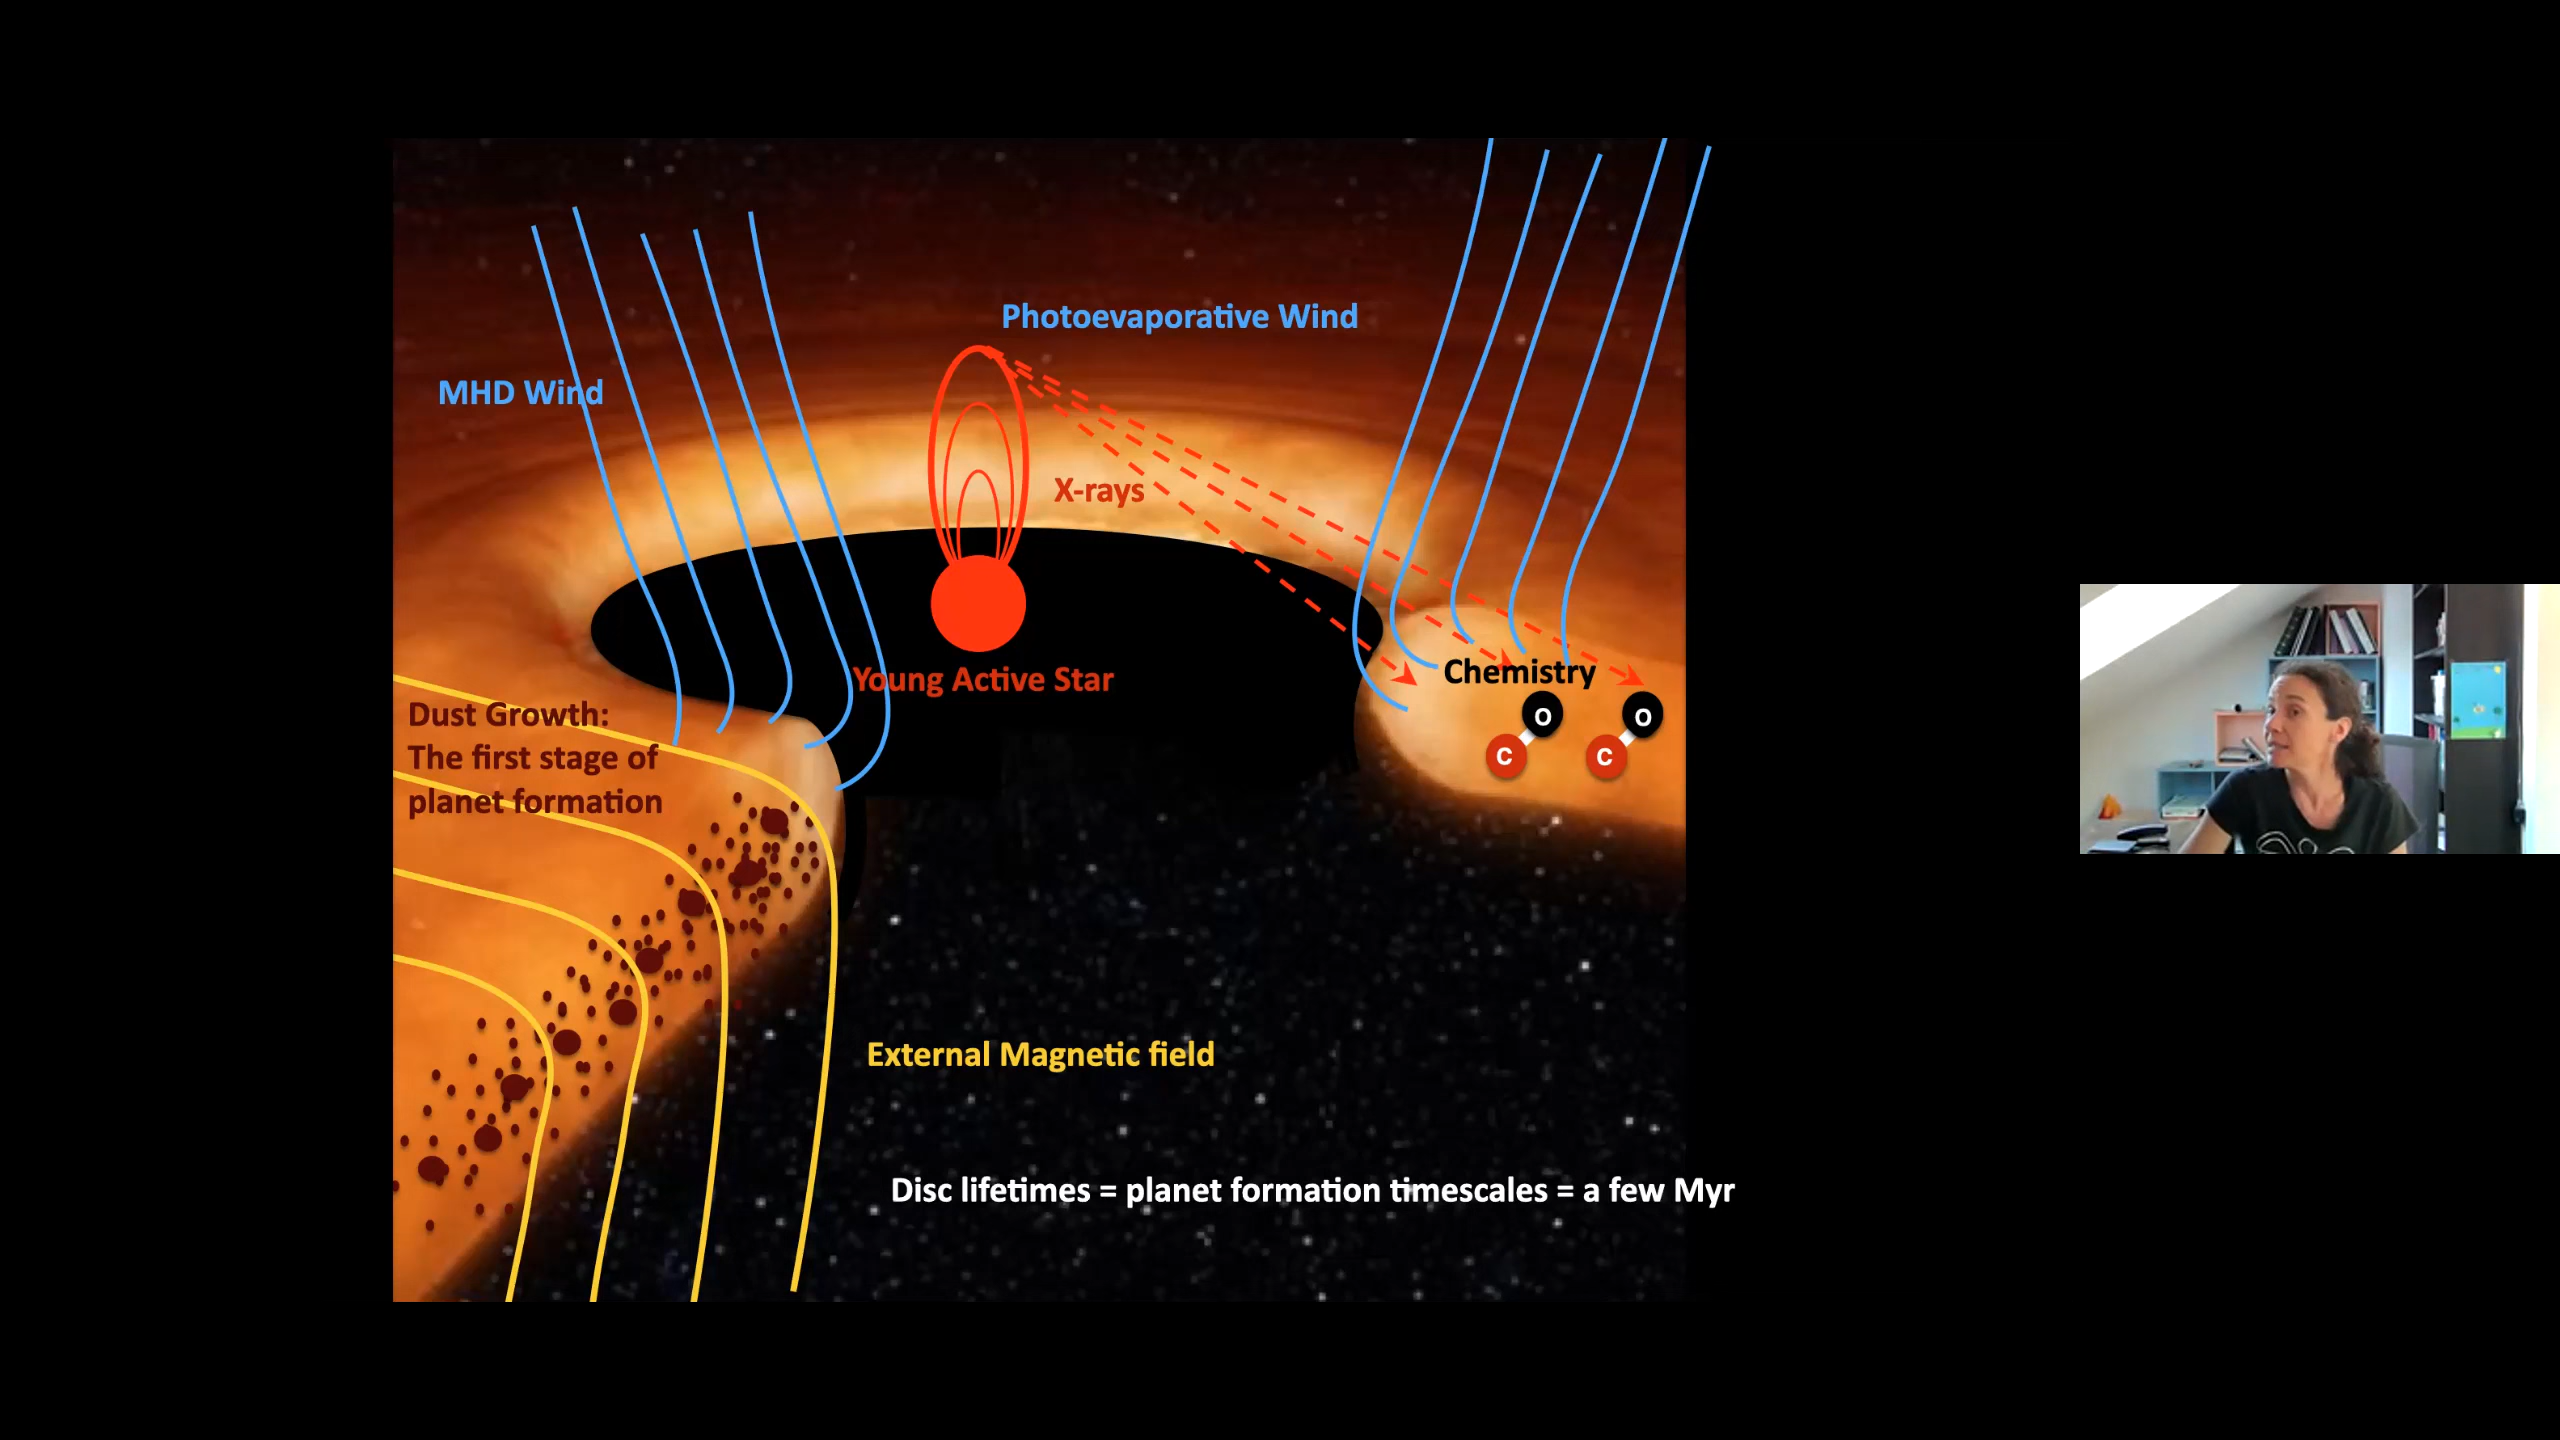 Photoevaporative Wind
MHD Wind
X-rays
Young Active Star
Chemistry
Dust Growth:
The first stage of
planet formation
O
O
C
C
External Magnetic field
Disc lifetimes = planet formation timescales = a few Myr